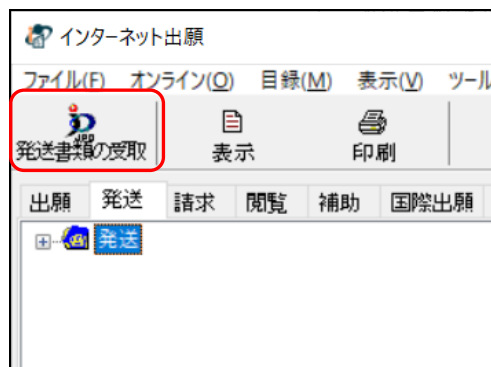 インターネット出願
ファイル(F) オンライン(O) 目録(M) 表示(V) ツール
JPO
発送書類の受取 表示 印刷
出願 発送 請求 閲覧 補助 国際出願
発送